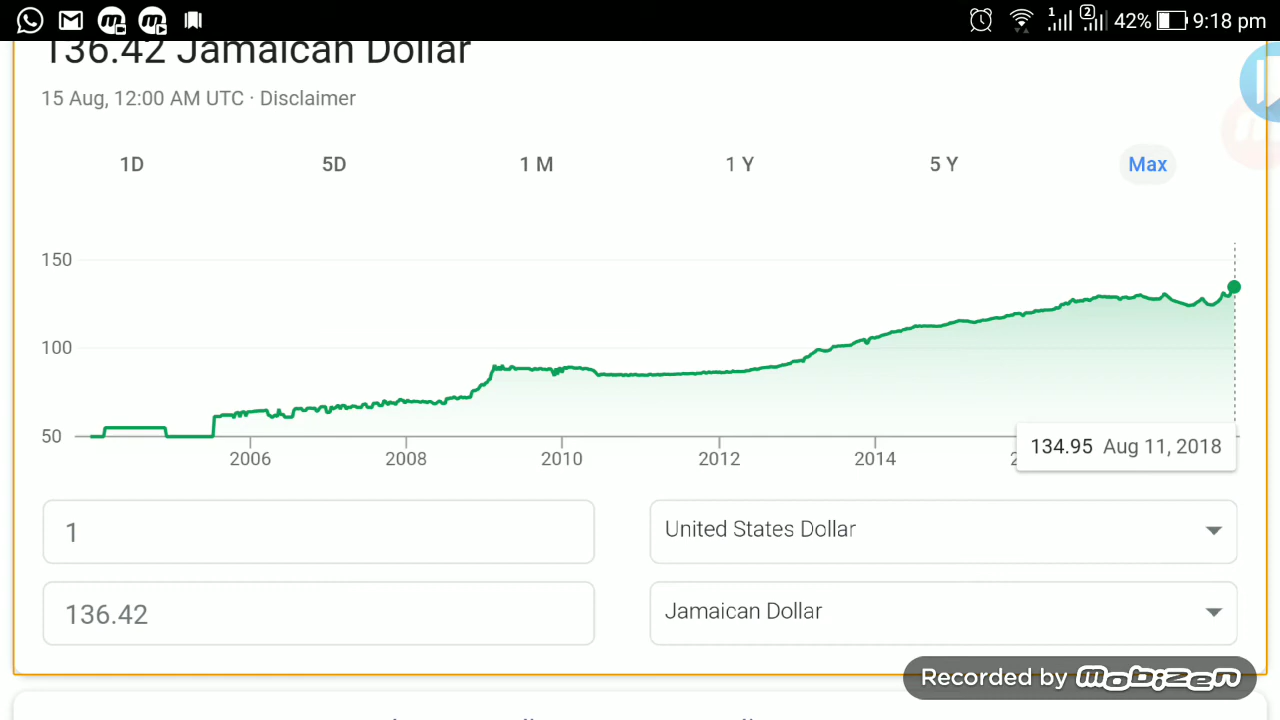 42% 9:18 pm
136.42 Jamaican Dollar
15 Aug, 12:00 AM UTC · Disclaimer
1D 5D 1 M 1 Y 5 Y Max
150
100
50
2006 2008 2010 2012 2014
134.95 Aug 11, 2018
1 United States Dollar
136.42 Jamaican Dollar
Recorded by mobizen